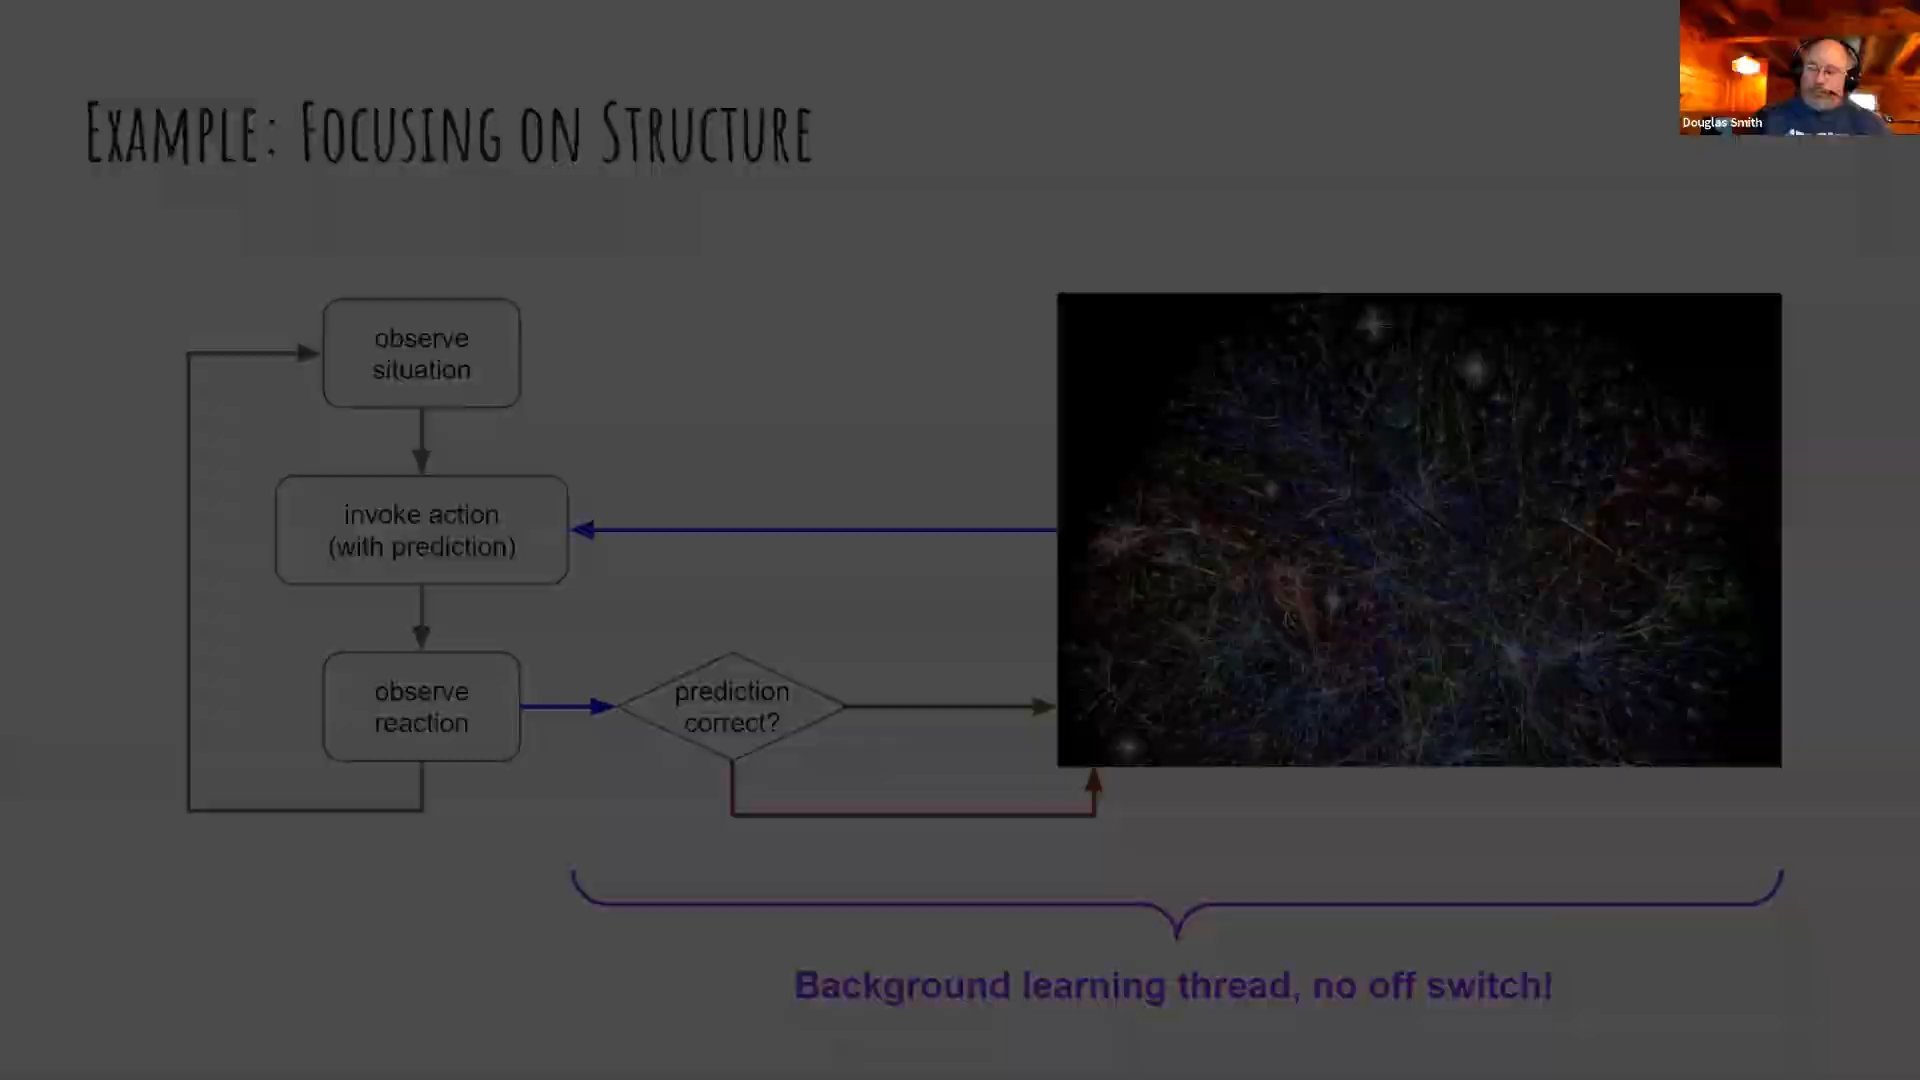 Douglas Smith
Example: Focusing on Structure
observe
situation
invoke action
(with prediction)
observe
reaction
prediction
correct?
Background learning thread, no off switch!